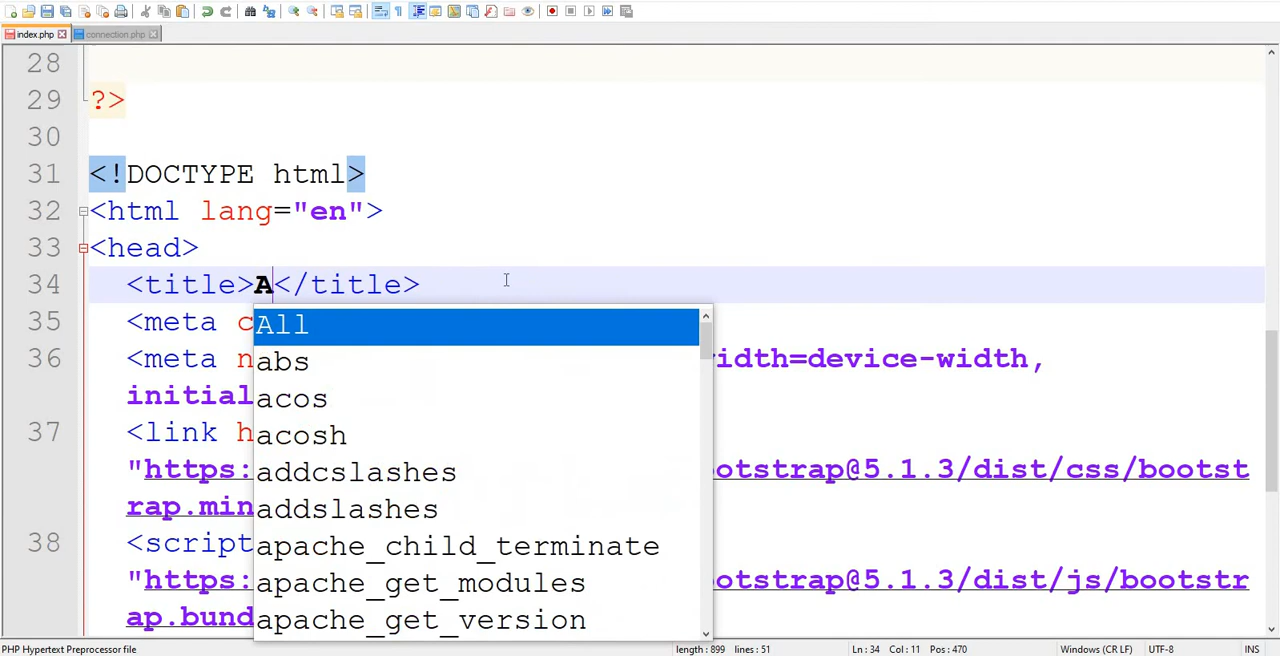 index.php connection.php
28
29 ?>
30
31 <!DOCTYPE html>
32 <html lang="en">
33 <head>
34 <title>A</title>
35 <meta c
36 <meta n width=device-width,
initial
37 <link h
"https: ootstrap@5.1.3/dist/css/bootst
rap.min
38 <script
"https: ootstrap@5.1.3/dist/js/bootstr
ap.bund
All
abs
acos
acosh
addcslashes
addslashes
apache_child_terminate
apache_get_modules
apache_get_version
PHP Hypertext Preprocessor file length : 899 lines : 51 Ln : 34 Col : 11 Pos : 470 Windows (CR LF) UTF-8 INS